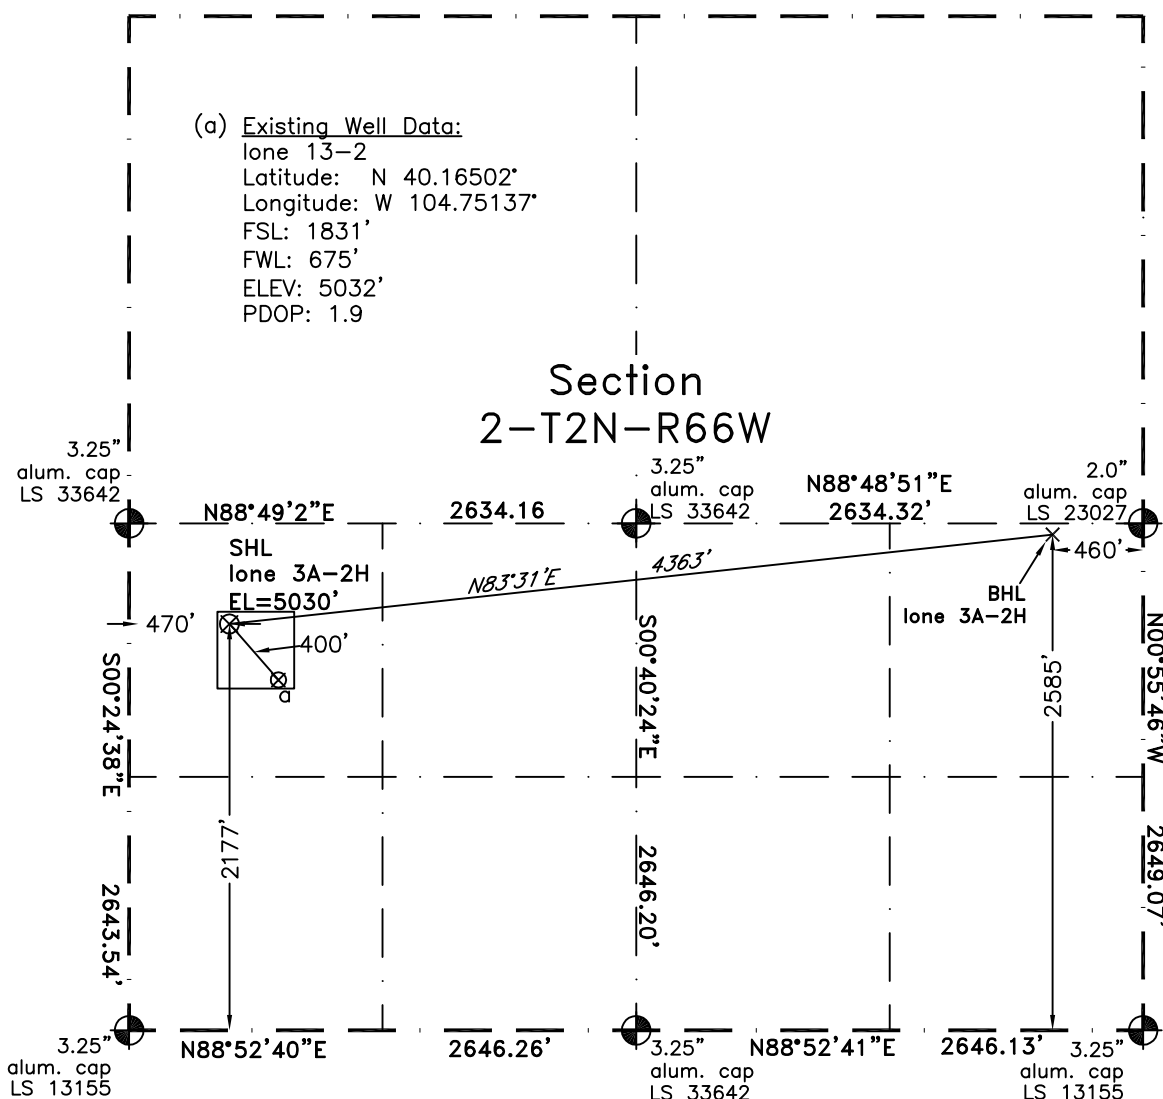 (a) Existing Well Data:
Ione 13-2
Latitude: N 40.16502°
Longitude: W 104.75137°
FSL: 1831'
FWL: 675'
ELEV: 5032'
PDOP: 1.9
Section
2-T2N-R66W
3.25"
alum. cap
LS 33642
3.25"
alum. cap
LS 33642
2.0"
alum. cap
LS 23027
N88°49'2"E
2634.16
N88°48'51"E
2634.32'
SHL
Ione 3A-2H
EL=5030'
N83°31'E
4363'
460'
BHL
Ione 3A-2H
470'
400'
a
S00°24'38"E
2643.54'
2177'
S00°40'24"E
2646.20'
2585'
N00°55'46"W
2649.07'
3.25"
alum. cap
LS 13155
N88°52'40"E
2646.26'
3.25"
alum. cap
LS 33642
N88°52'41"E
2646.13'
3.25"
alum. cap
LS 13155